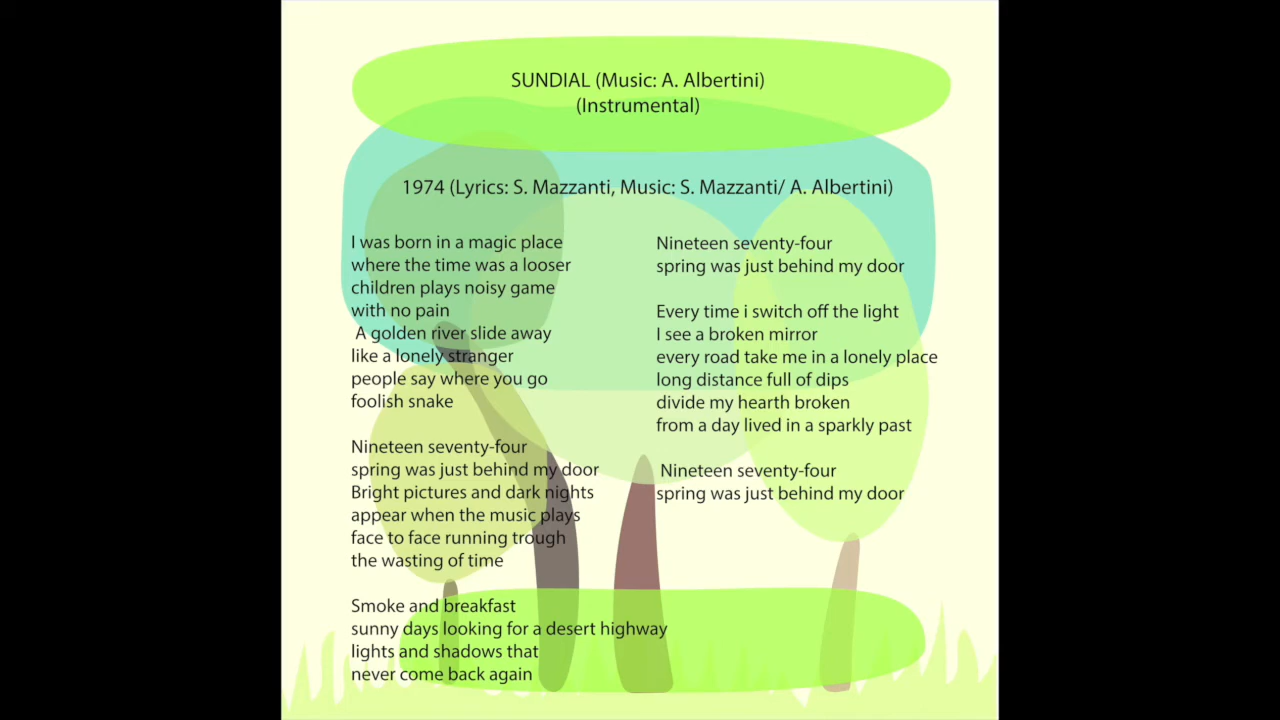 SUNDIAL (Music: A. Albertini)
(Instrumental)
1974 (Lyrics: S. Mazzanti, Music: S. Mazzanti/ A. Albertini)
I was born in a magic place
where the time was a looser
children plays noisy game
with no pain
A golden river slide away
like a lonely stranger
people say where you go
foolish snake
Nineteen seventy-four
spring was just behind my door
Bright pictures and dark nights
appear when the music plays
face to face running trough
the wasting of time
Smoke and breakfast
sunny days looking for a desert highway
lights and shadows that
never come back again
Nineteen seventy-four
spring was just behind my door
Every time i switch off the light
I see a broken mirror
every road take me in a lonely place
long distance full of dips
divide my hearth broken
from a day lived in a sparkly past
Nineteen seventy-four
spring was just behind my door